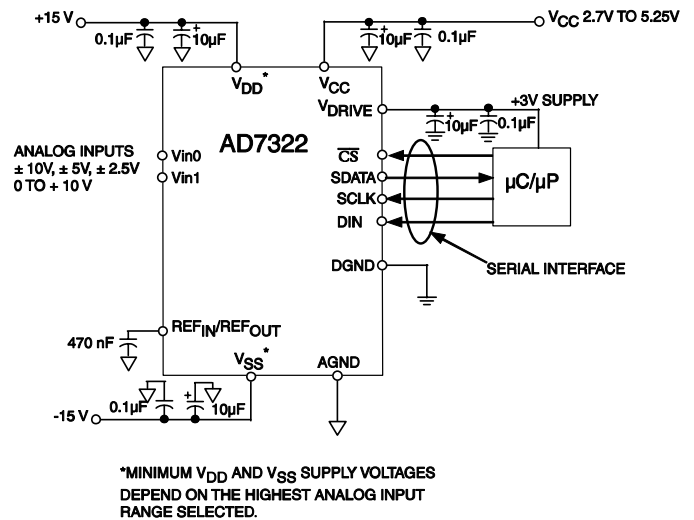 +15 V
0.1µF
+
10µF
+
10µF
0.1µF
VCC 2.7V TO 5.25V
VDD*
VCC
VDRIVE
+
10µF
0.1µF
+3V SUPPLY
AD7322
ANALOG INPUTS
± 10V, ± 5V, ± 2.5V
0 TO + 10 V
Vin0
Vin1
CS
SDATA
SCLK
DIN
µC/µP
DGND
SERIAL INTERFACE
REFIN/REFOUT
470 nF
VSS*
AGND
0.1µF
+
10µF
-15 V
*MINIMUM VDD AND VSS SUPPLY VOLTAGES
DEPEND ON THE HIGHEST ANALOG INPUT
RANGE SELECTED.